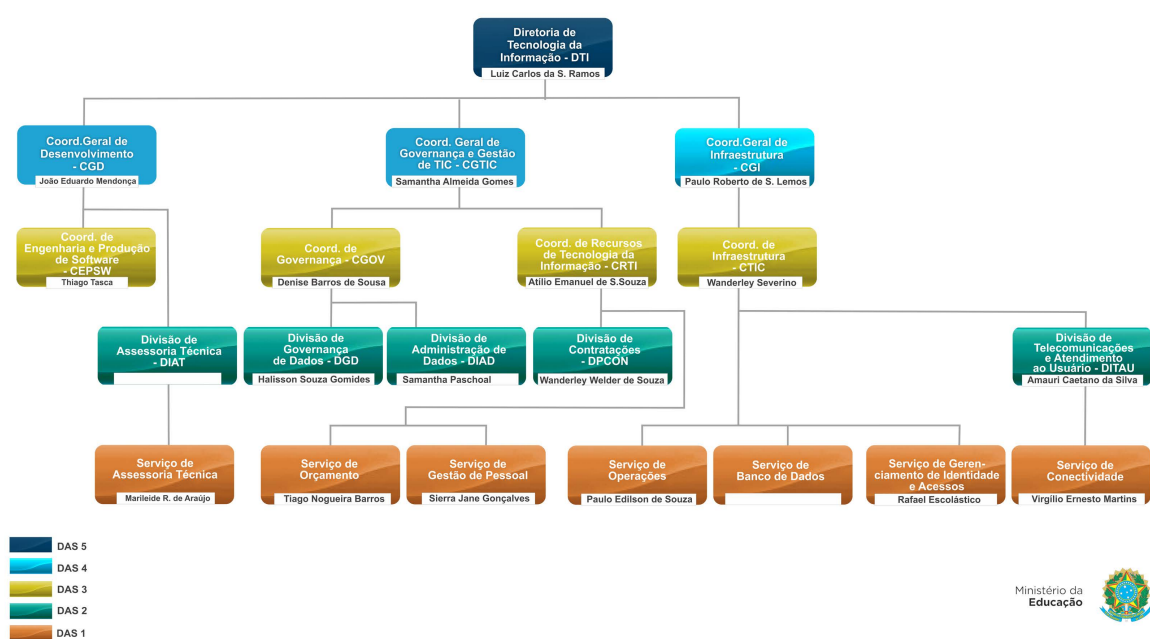 Diretoria de
Tecnologia da
Informação - DTI
Luiz Carlos da S. Ramos
Coord.Geral de
Desenvolvimento
- CGD
João Eduardo Mendonça
Coord. Geral de
Governança e Gestão
de TIC - CGTIC
Samantha Almeida Gomes
Coord.Geral de
Infraestrutura
- CGI
Paulo Roberto de S. Lemos
Coord. de
Engenharia e Produção
de Software
- CEPSW
Thiago Tasca
Coord. de
Governança - CGOV
Denise Barros de Sousa
Coord. de Recursos
de Tecnologia da
Informação - CRTI
Atílio Emanuel de S.Souza
Coord. de
Infraestrutura
- CTIC
Wanderley Severino
Divisão de
Assessoria Técnica
- DIAT
Divisão de
Governança
de Dados - DGD
Halisson Souza Gomides
Divisão de
Administração de
Dados - DIAD
Samantha Paschoal
Divisão de
Contratações
- DPCON
Wanderley Welder de Souza
Divisão de
Telecomunicações
e Atendimento
ao Usuário - DITAU
Amauri Caetano da Silva
Serviço de
Assessoria Técnica
Marileide R. de Araújo
Serviço de
Orçamento
Tiago Nogueira Barros
Serviço de
Gestão de Pessoal
Sierra Jane Gonçalves
Serviço de
Operações
Paulo Edilson de Souza
Serviço de
Banco de Dados
Serviço de Geren-
ciamento de Identidade
e Acessos
Rafael Escolástico
Serviço de
Conectividade
Virgílio Ernesto Martins
DAS 5
DAS 4
DAS 3
DAS 2
DAS 1
Ministério da
Educação